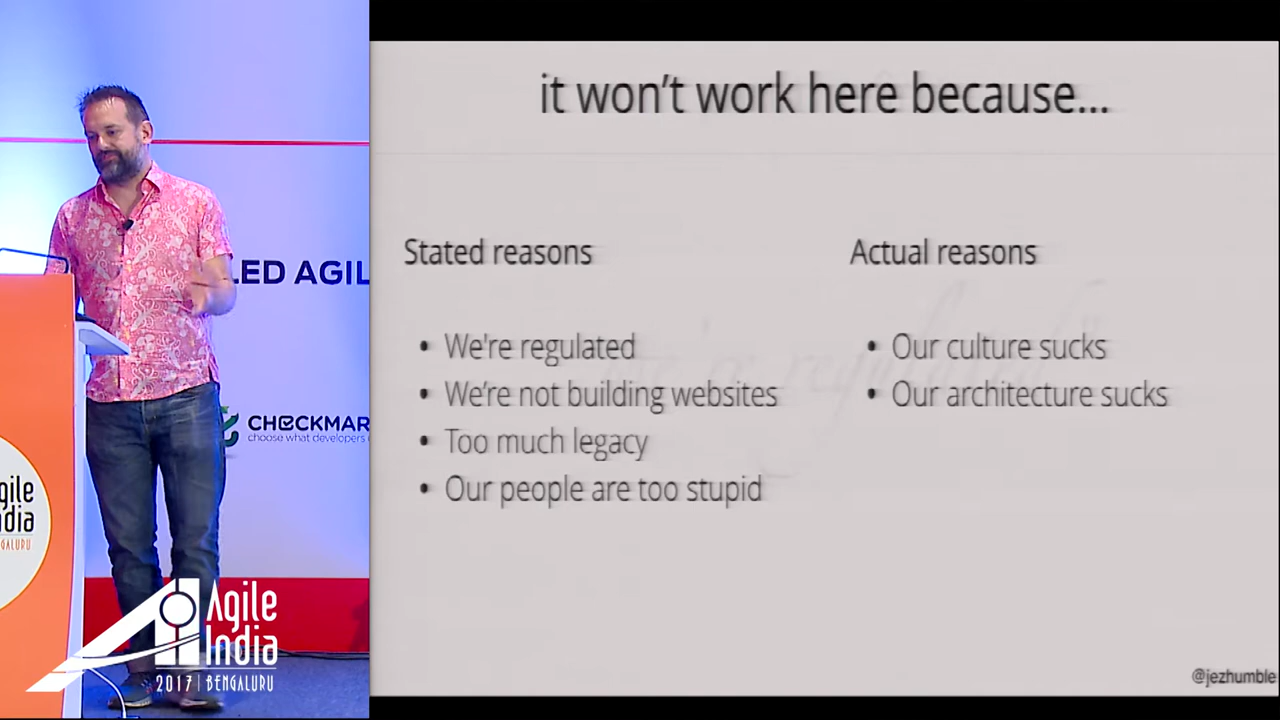 it won't work here because...
Stated reasons
We're regulated
We're not building websites
Too much legacy
Our people are too stupid
Actual reasons
Our culture sucks
Our architecture sucks
@jezhumble
LED AGIL
CHECKMAR
choose what developers
gile
dia
GALURU
Agile
India
2017 | BENGALURU